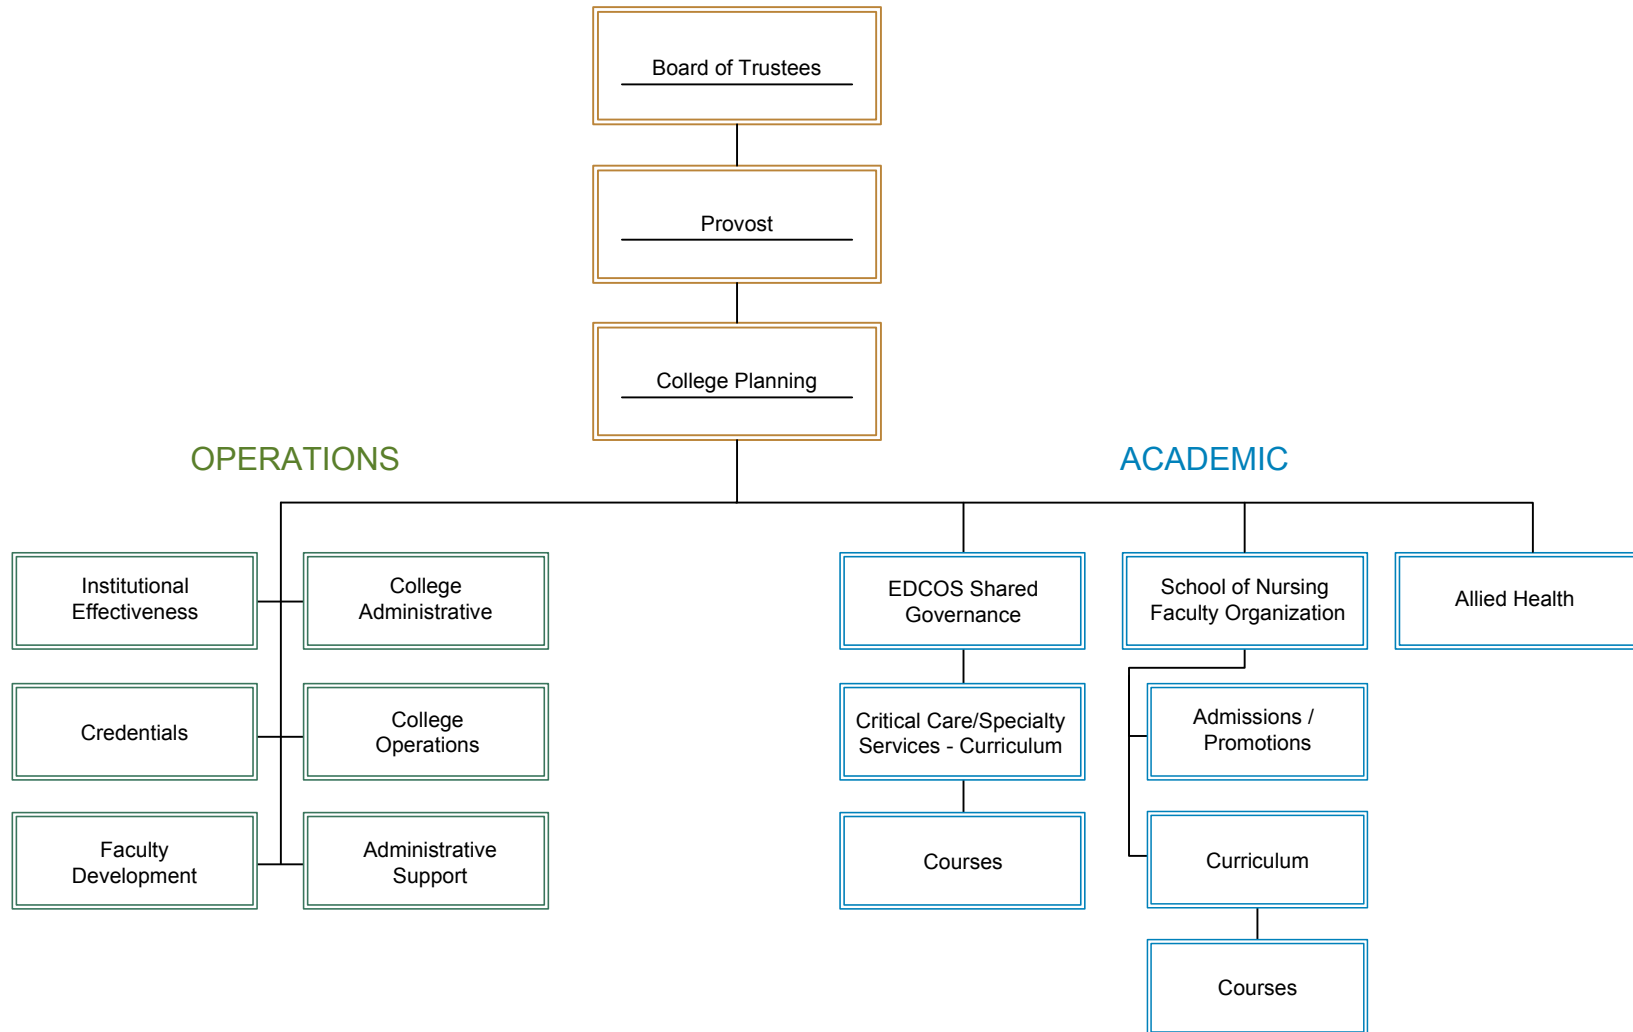 Board of Trustees
Provost
College Planning
OPERATIONS
ACADEMIC
Institutional
Effectiveness
College
Administrative
EDCOS Shared
Governance
School of Nursing
Faculty Organization
Allied Health
Credentials
College
Operations
Critical Care/Specialty
Services - Curriculum
Admissions /
Promotions
Faculty
Development
Administrative
Support
Courses
Curriculum
Courses